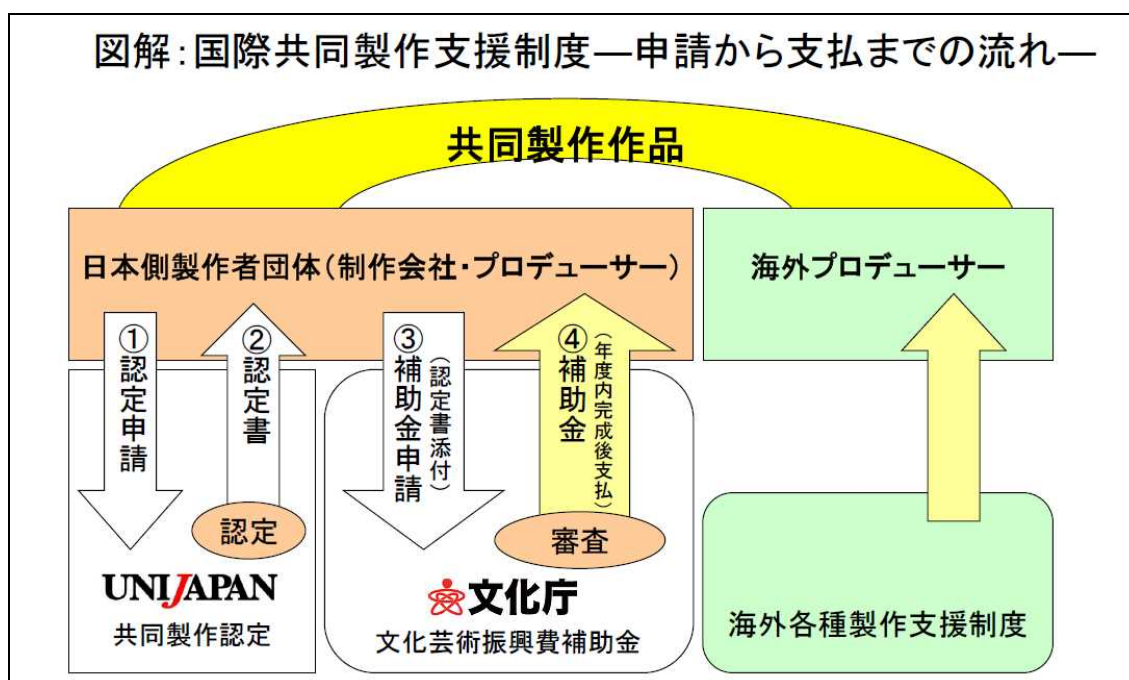 図解:国際共同製作支援制度―申請から支払までの流れ―
共同製作作品
日本側製作者団体(制作会社・プロデューサー)
海外プロデューサー
①認定申請
②認定書
③補助金申請
(認定書添付)
④補助金
(年度内完成後支払)
認定
審査
UNIJAPAN
共同製作認定
文化庁
文化芸術振興費補助金
海外各種製作支援制度